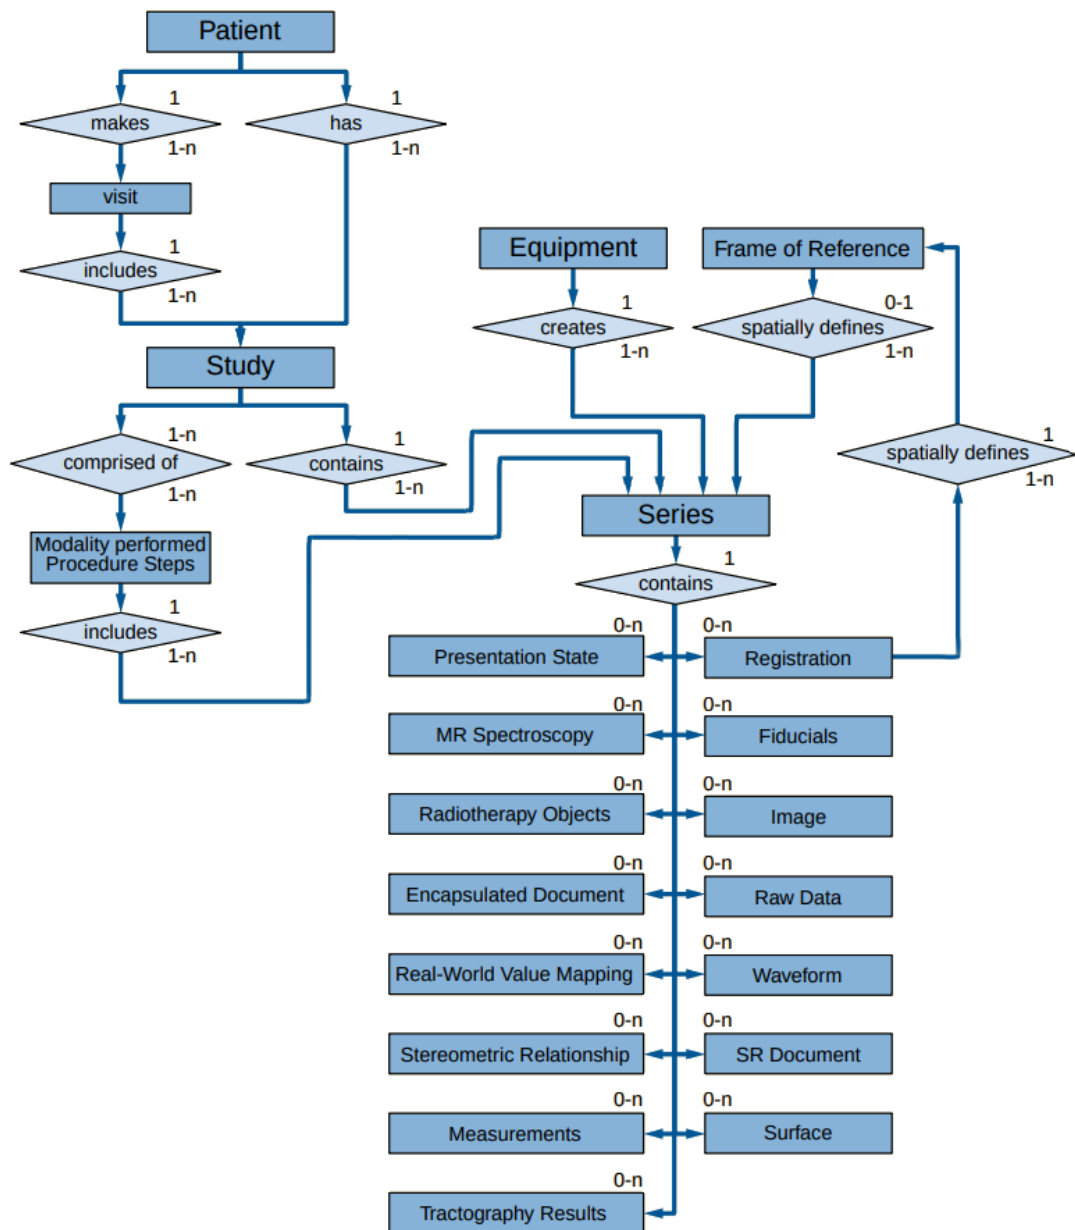 Patient
1
1
makes
has
1-n
1-n
visit
1
includes
1-n
Equipment
Frame of Reference
1
0-1
creates
spatially defines
1-n
1-n
Study
1-n
1
1
comprised of
contains
spatially defines
1-n
1-n
1-n
Series
Modality performed
Procedure Steps
1
contains
1
includes
1-n
0-n
0-n
Presentation State
Registration
0-n
0-n
MR Spectroscopy
Fiducials
0-n
0-n
Radiotherapy Objects
Image
0-n
0-n
Encapsulated Document
Raw Data
0-n
0-n
Real-World Value Mapping
Waveform
0-n
0-n
Stereometric Relationship
SR Document
0-n
0-n
Measurements
Surface
0-n
Tractography Results